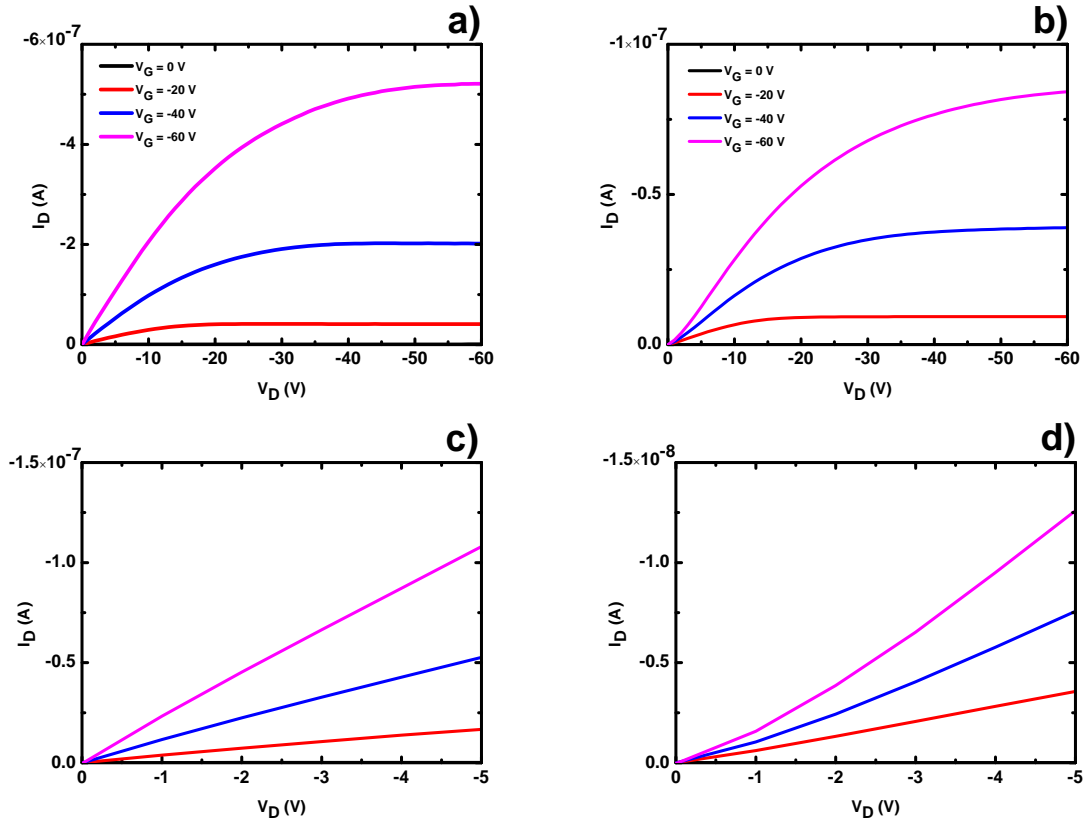 a)
-6×10-7
VG = 0 V
VG = -20 V
VG = -40 V
VG = -60 V
-4
-2
0
ID (A)
0 -10 -20 -30 -40 -50 -60
VD (V)
b)
-1×10-7
VG = 0 V
VG = -20 V
VG = -40 V
VG = -60 V
-0.5
0.0
ID (A)
0 -10 -20 -30 -40 -50 -60
VD (V)
c)
-1.5×10-7
-1.0
-0.5
0.0
ID (A)
0 -1 -2 -3 -4 -5
VD (V)
d)
-1.5×10-8
-1.0
-0.5
0.0
ID (A)
0 -1 -2 -3 -4 -5
VD (V)